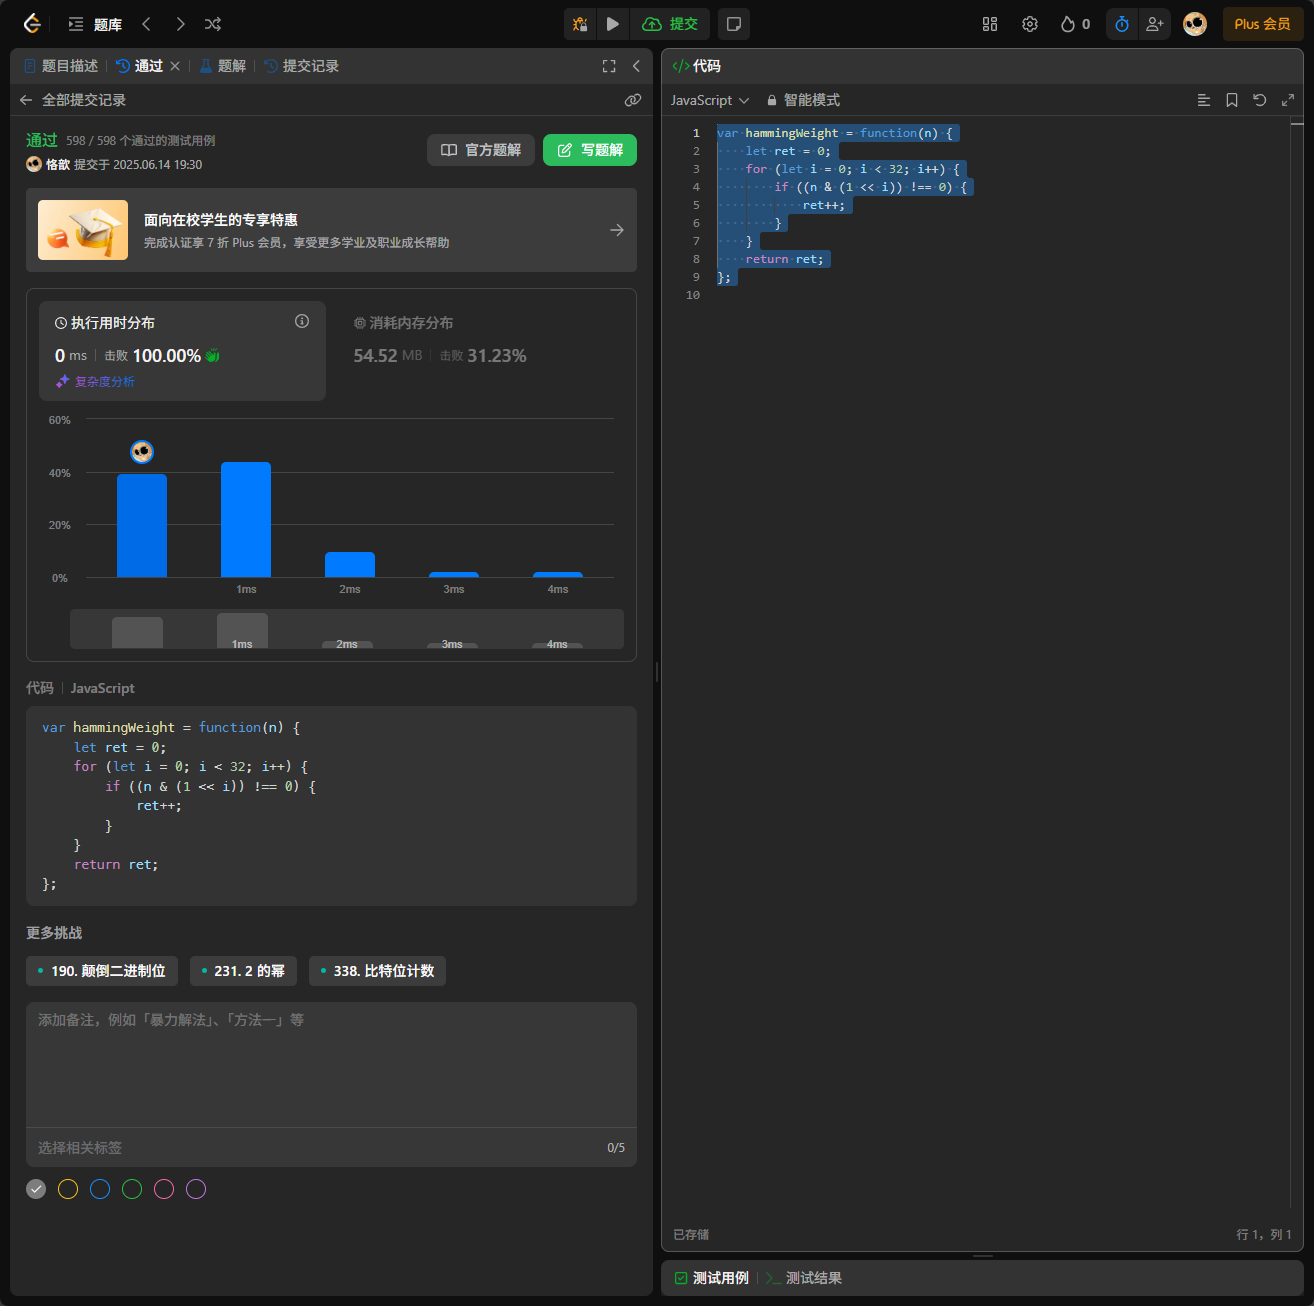 题库
提交
0
Plus 会员
题目描述
通过
题解
提交记录
全部提交记录
通过 598 / 598 个通过的测试用例
恪歆 提交于 2025.06.14 19:30
官方题解
写题解
面向在校学生的专享特惠
完成认证享 7 折 Plus 会员，享受更多学业及职业成长帮助
执行用时分布
0 ms 击败 100.00%
复杂度分析
消耗内存分布
54.52 MB 击败 31.23%
60%
40%
20%
0%
1ms 2ms 3ms 4ms
1ms 2ms 3ms 4ms
代码 JavaScript
var hammingWeight = function(n) {
    let ret = 0;
    for (let i = 0; i < 32; i++) {
        if ((n & (1 << i)) !== 0) {
            ret++;
        }
    }
    return ret;
};
更多挑战
190. 颠倒二进制位
231. 2 的幂
338. 比特位计数
添加备注，例如「暴力解法」、「方法一」等
选择相关标签
0/5
</> 代码
JavaScript
智能模式
1 var hammingWeight = function(n) {
2     let ret = 0;
3     for (let i = 0; i < 32; i++) {
4         if ((n & (1 << i)) !== 0) {
5             ret++;
6         }
7     }
8     return ret;
9 };
10
已存储
行 1，列 1
测试用例
测试结果